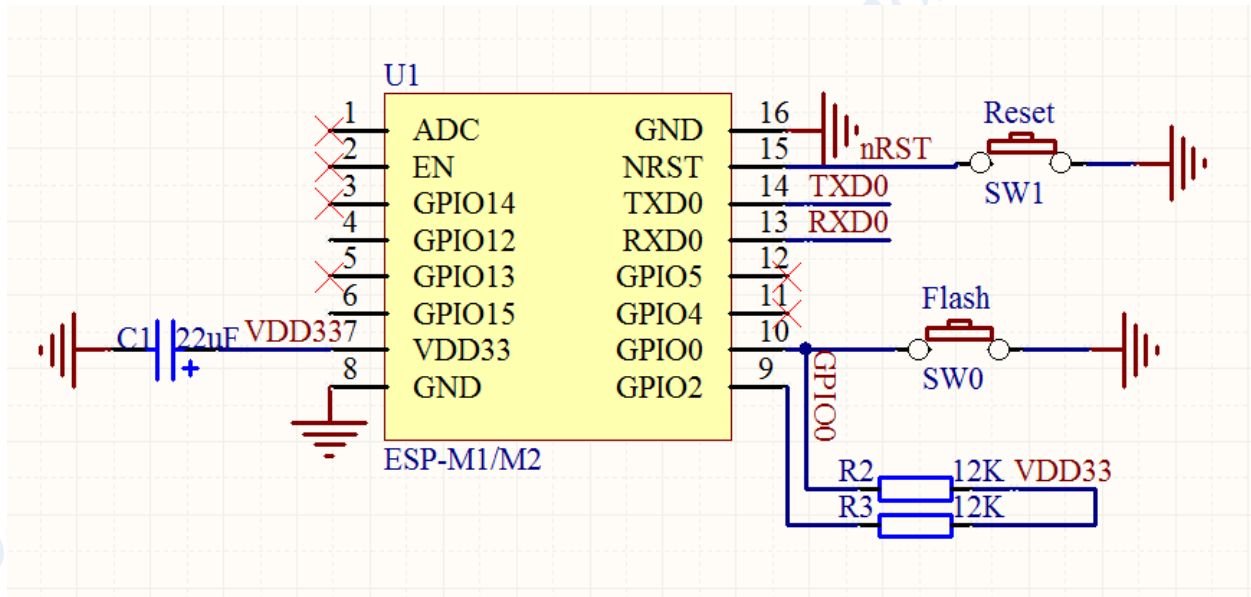 U1
1 ADC GND 16
2 EN NRST 15 nRST
3 GPIO14 TXD0 14 TXD0
4 GPIO12 RXD0 13 RXD0
5 GPIO13 GPIO5 12
6 GPIO15 GPIO4 11
C1 22uF VDD33 7 VDD33 GPIO0 10
8 GND GPIO2 9
ESP-M1/M2
Reset
SW1
Flash
SW0
GPIO0
R2 12K VDD33
R3 12K